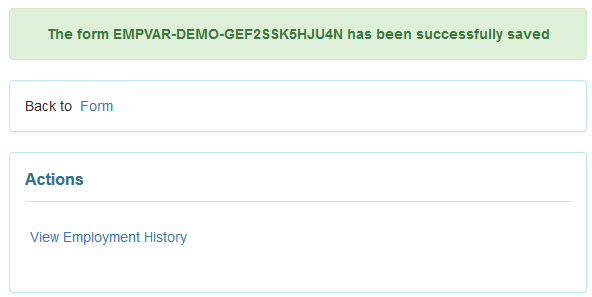 The form EMPVAR-DEMO-GEF2SSK5HJU4N has been successfully saved
Back to Form
Actions
View Employment History